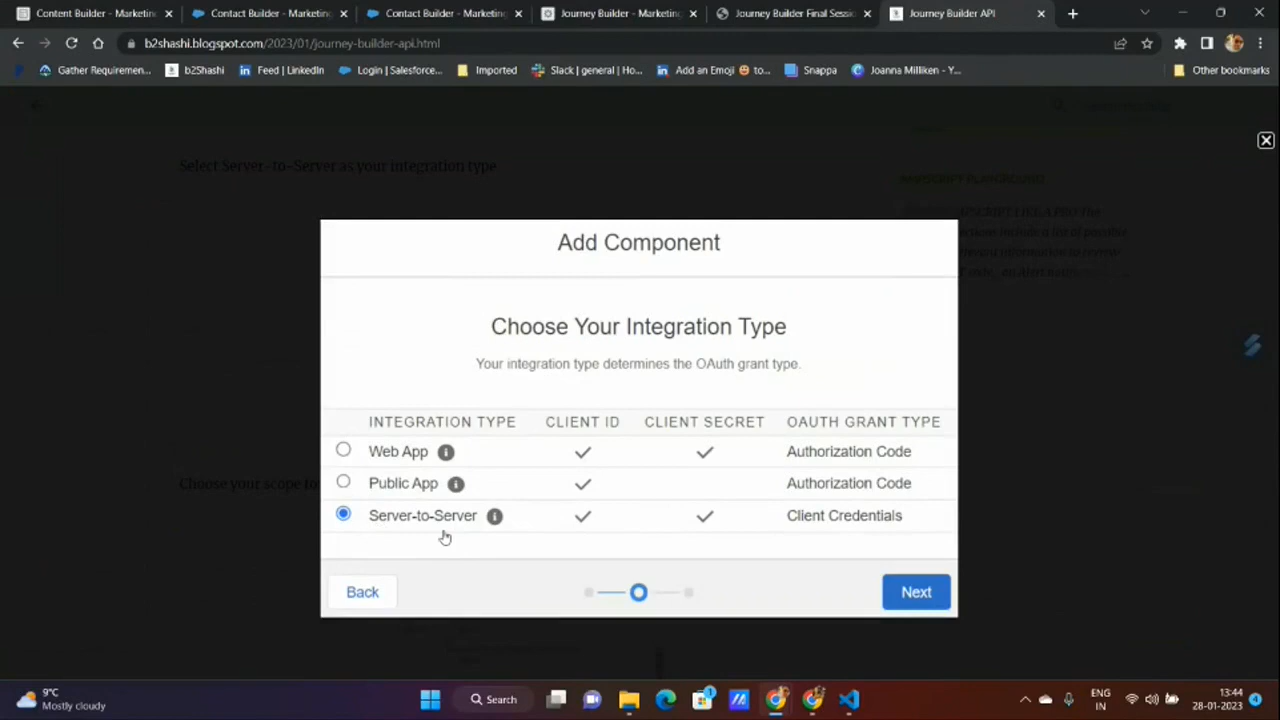 Content Builder - Marketin
Contact Builder - Marketin
Contact Builder - Marketin
Journey Builder - Marketing
Journey Builder Final Sessi
Journey Builder API
b2shashi.blogspot.com/2023/01/journey-builder-api.html
Gather Requiremen...
b2Shashi
Feed | LinkedIn
Login | Salesforce...
Imported
Slack | general | Ho...
Add an Emoji 😍 to...
Snappa
Joanna Milliken - Y...
Other bookmarks
Select Server-to-Server as your integration type
Choose your scope
Add Component
Choose Your Integration Type
Your integration type determines the OAuth grant type.
INTEGRATION TYPE CLIENT ID CLIENT SECRET OAUTH GRANT TYPE
Web App Authorization Code
Public App Authorization Code
Server-to-Server Client Credentials
Back
Next
9°C
Mostly cloudy
Search
ENG
IN
13:44
28-01-2023